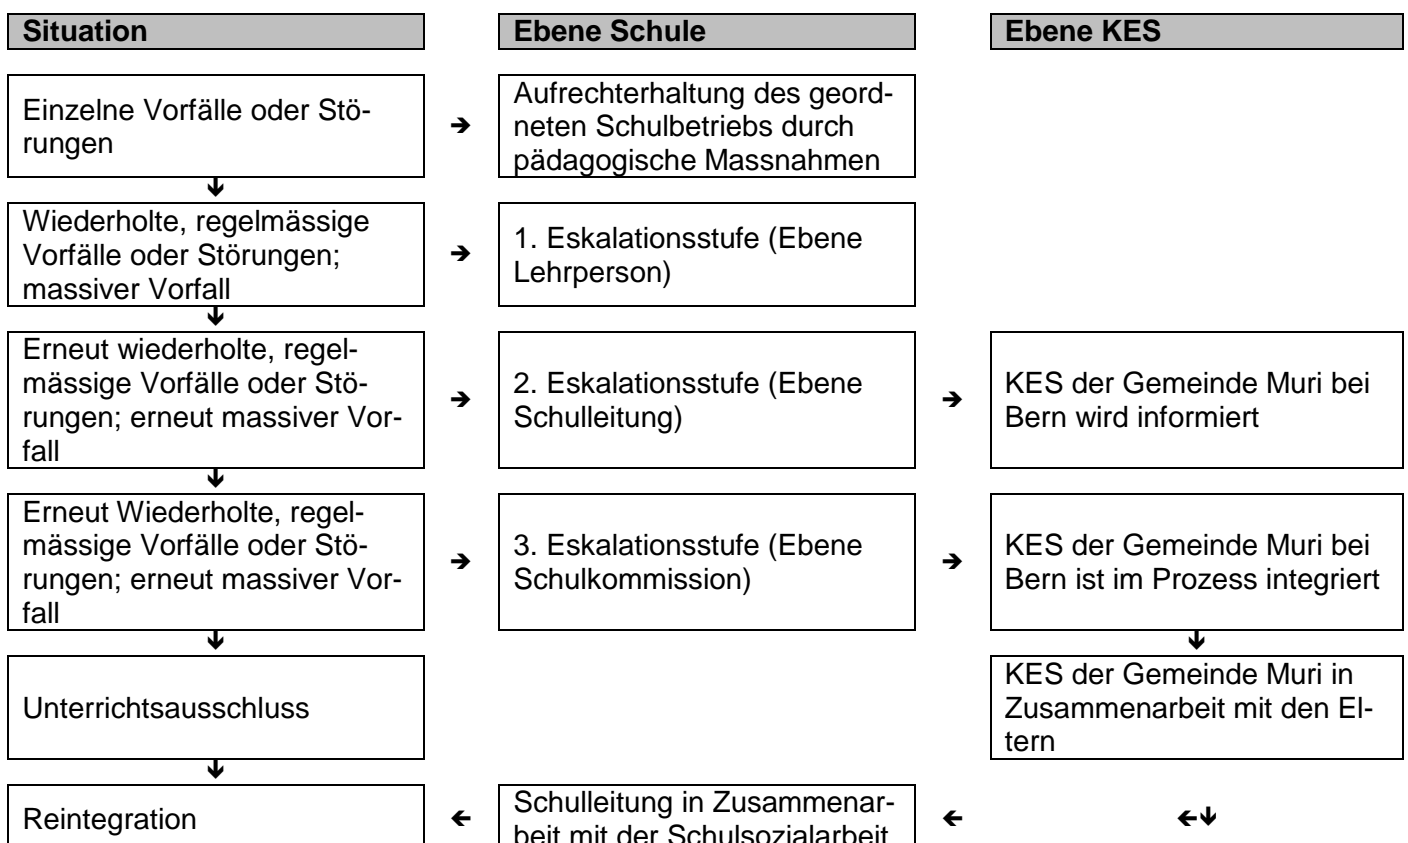 Situation
Ebene Schule
Ebene KES
Einzelne Vorfälle oder Stö-
rungen
➔
Aufrechterhaltung des geord-
neten Schulbetriebs durch
pädagogische Massnahmen
Wiederholte, regelmässige
Vorfälle oder Störungen;
massiver Vorfall
➔
1. Eskalationsstufe (Ebene
Lehrperson)
Erneut wiederholte, regel-
mässige Vorfälle oder Stö-
rungen; erneut massiver Vor-
fall
➔
2. Eskalationsstufe (Ebene
Schulleitung)
➔
KES der Gemeinde Muri bei
Bern wird informiert
Erneut Wiederholte, regel-
mässige Vorfälle oder Stö-
rungen; erneut massiver Vor-
fall
➔
3. Eskalationsstufe (Ebene
Schulkommission)
➔
KES der Gemeinde Muri bei
Bern ist im Prozess integriert
Unterrichtsausschluss
KES der Gemeinde Muri in
Zusammenarbeit mit den El-
tern
Reintegration
Schulleitung in Zusammenar-
beit mit der Schulsozialarbeit